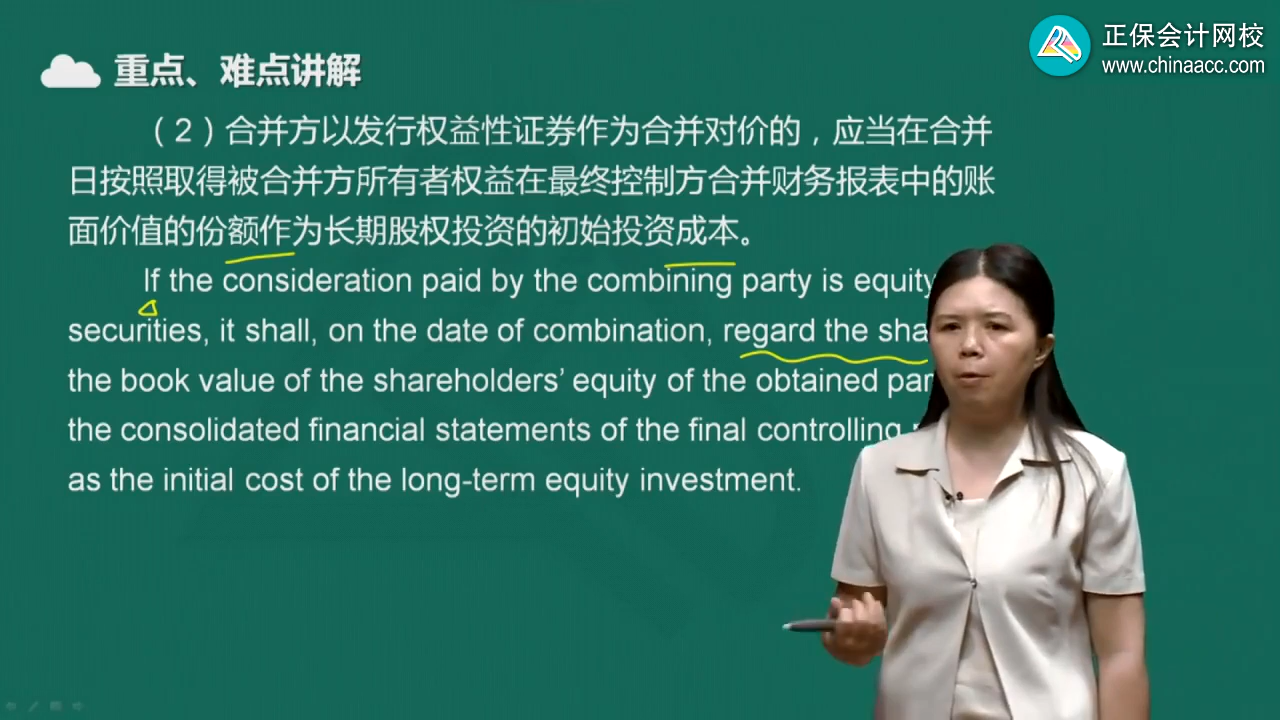 正保会计网校
www.chinaacc.com
重点、难点讲解
（2）合并方以发行权益性证券作为合并对价的，应当在合并
日按照取得被合并方所有者权益在最终控制方合并财务报表中的账
面价值的份额作为长期股权投资的初始投资成本。
If the consideration paid by the combining party is equity
securities, it shall, on the date of combination, regard the
the book value of the shareholders’ equity of the obtained
the consolidated financial statements of the final controlling
as the initial cost of the long-term equity investment.